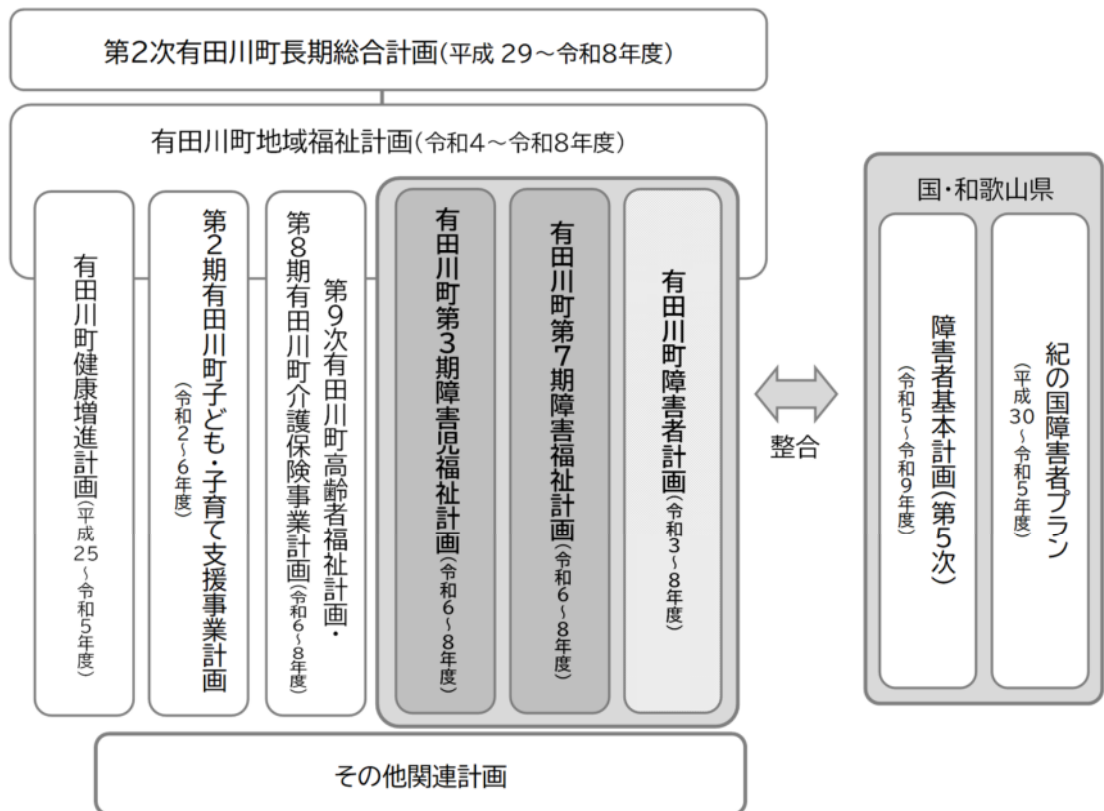 第2次有田川町長期総合計画(平成 29～令和8年度)
有田川町地域福祉計画(令和4～令和8年度)
有田川町健康増進計画(平成25～令和5年度)
第2期有田川町子ども・子育て支援事業計画
(令和2～6年度)
第9次有田川町高齢者福祉計画・
第8期有田川町介護保険事業計画(令和6～8年度)
有田川町第3期障害児福祉計画(令和6～8年度)
有田川町第7期障害福祉計画(令和6～8年度)
有田川町障害者計画(令和3～8年度)
整合
国・和歌山県
障害者基本計画(第5次)
(令和5～令和9年度)
紀の国障害者プラン
(平成30～令和5年度)
その他関連計画